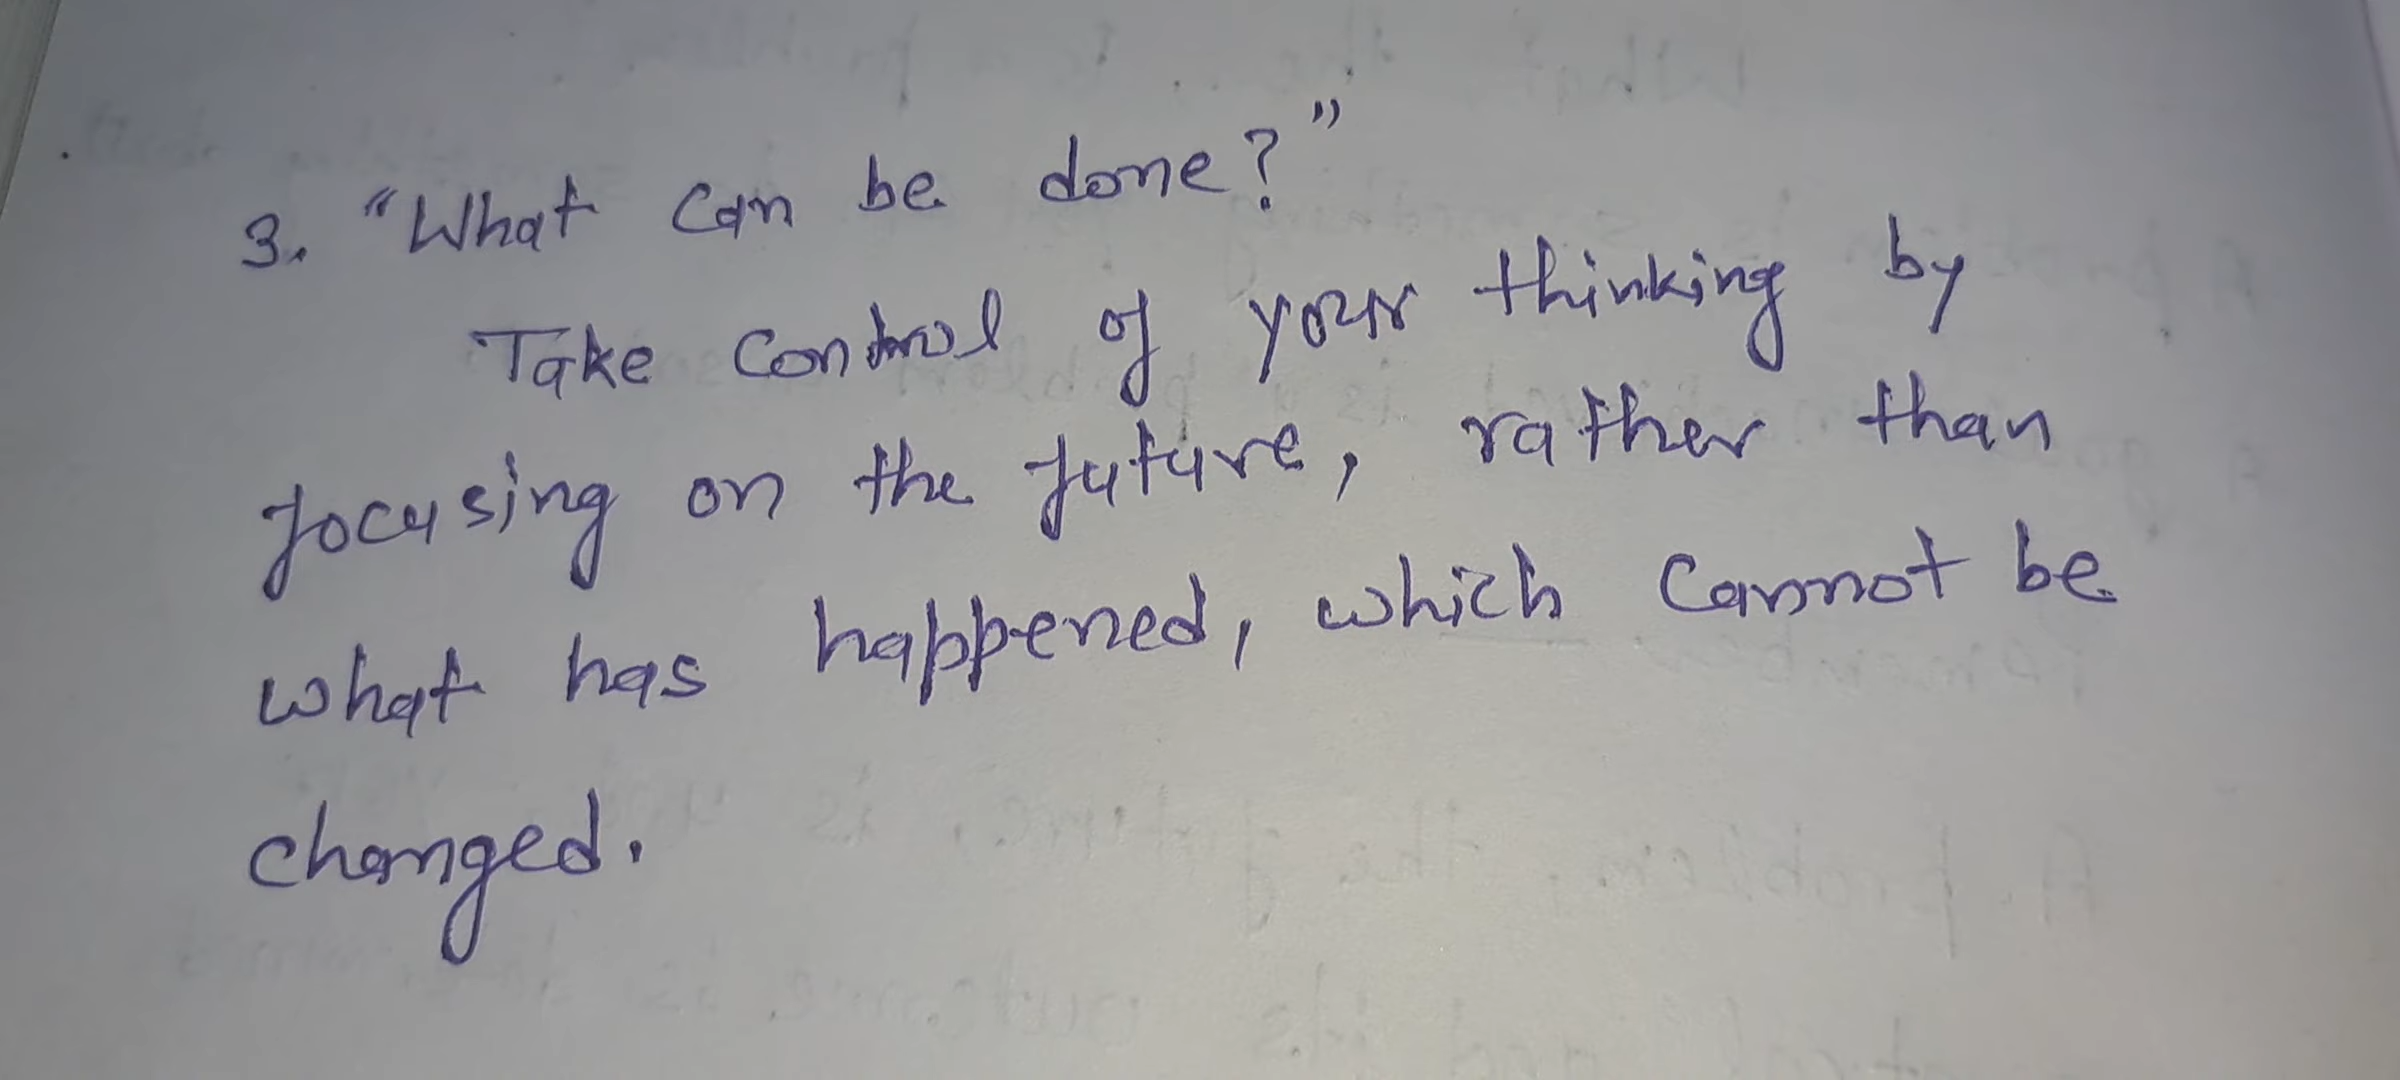 3. "What can be done?"
Take Control of your thinking by
focusing on the future, rather than
what has happened, which cannot be
changed.